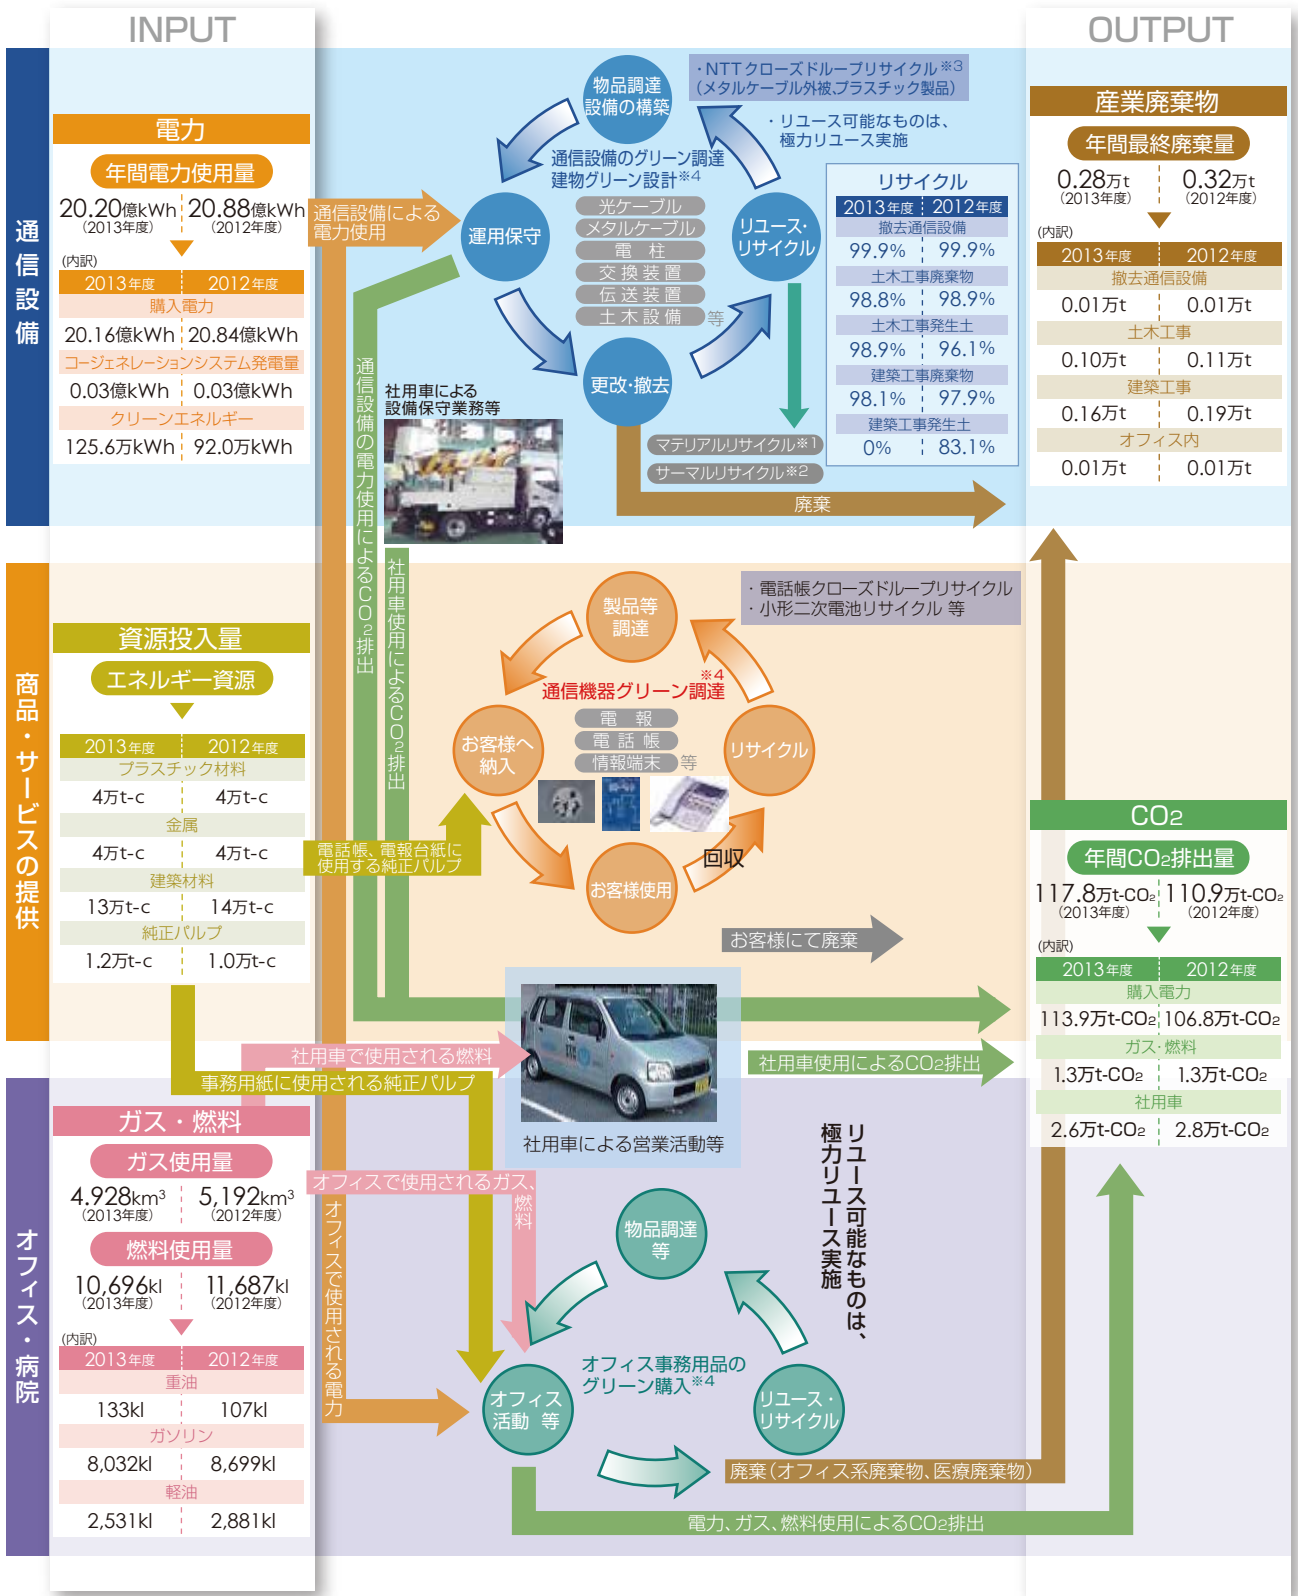 INPUT
OUTPUT
通信設備
商品・サービスの提供
オフィス・病院
電力
年間電力使用量
20.20億kWh 20.88億kWh
(2013年度) (2012年度)
(内訳)
2013年度 2012年度
購入電力
20.16億kWh 20.84億kWh
コージェネレーションシステム発電量
0.03億kWh 0.03億kWh
クリーンエネルギー
125.6万kWh 92.0万kWh
資源投入量
エネルギー資源
2013年度 2012年度
プラスチック材料
4万t-c 4万t-c
金属
4万t-c 4万t-c
建築材料
13万t-c 14万t-c
純正パルプ
1.2万t-c 1.0万t-c
ガス・燃料
ガス使用量
4.928km³ 5,192km³
(2013年度) (2012年度)
燃料使用量
10,696kl 11,687kl
(2013年度) (2012年度)
(内訳)
2013年度 2012年度
重油
133kl 107kl
ガソリン
8,032kl 8,699kl
軽油
2,531kl 2,881kl
通信設備による
電力使用
物品調達
設備の構築
・NTTクローズドループリサイクル※3
(メタルケーブル外被、プラスチック製品)
・リユース可能なものは、
極力リユース実施
通信設備のグリーン調達
建物グリーン設計※4
光ケーブル
メタルケーブル
電柱
交換装置
伝送装置
土木設備 等
運用保守
リユース・
リサイクル
更改・撤去
リサイクル
2013年度 2012年度
撤去通信設備
99.9% 99.9%
土木工事廃棄物
98.8% 98.9%
土木工事発生土
98.9% 96.1%
建築工事廃棄物
98.1% 97.9%
建築工事発生土
0% 83.1%
マテリアルリサイクル※1
サーマルリサイクル※2
廃棄
社用車による
設備保守業務等
通信設備の電力使用によるCO2排出
社用車使用によるCO2排出
製品等
調達
・電話帳クローズドループリサイクル
・小形二次電池リサイクル 等
通信機器グリーン調達※4
電報
電話帳
情報端末 等
お客様へ
納入
リサイクル
お客様使用
回収
電話帳、電報台紙に
使用する純正パルプ
お客様にて廃棄
社用車で使用される燃料
事務用紙に使用される純正パルプ
社用車による営業活動等
社用車使用によるCO2排出
オフィスで使用されるガス、
燃料
オフィスで使用される電力
リユース可能なものは、
極力リユース実施
物品調達
等
オフィス事務用品の
グリーン購入※4
オフィス
活動 等
リユース・
リサイクル
廃棄(オフィス系廃棄物、医療廃棄物)
電力、ガス、燃料使用によるCO2排出
産業廃棄物
年間最終廃棄量
0.28万t 0.32万t
(2013年度) (2012年度)
(内訳)
2013年度 2012年度
撤去通信設備
0.01万t 0.01万t
土木工事
0.10万t 0.11万t
建築工事
0.16万t 0.19万t
オフィス内
0.01万t 0.01万t
CO2
年間CO2排出量
117.8万t-CO2 110.9万t-CO2
(2013年度) (2012年度)
(内訳)
2013年度 2012年度
購入電力
113.9万t-CO2 106.8万t-CO2
ガス・燃料
1.3万t-CO2 1.3万t-CO2
社用車
2.6万t-CO2 2.8万t-CO2